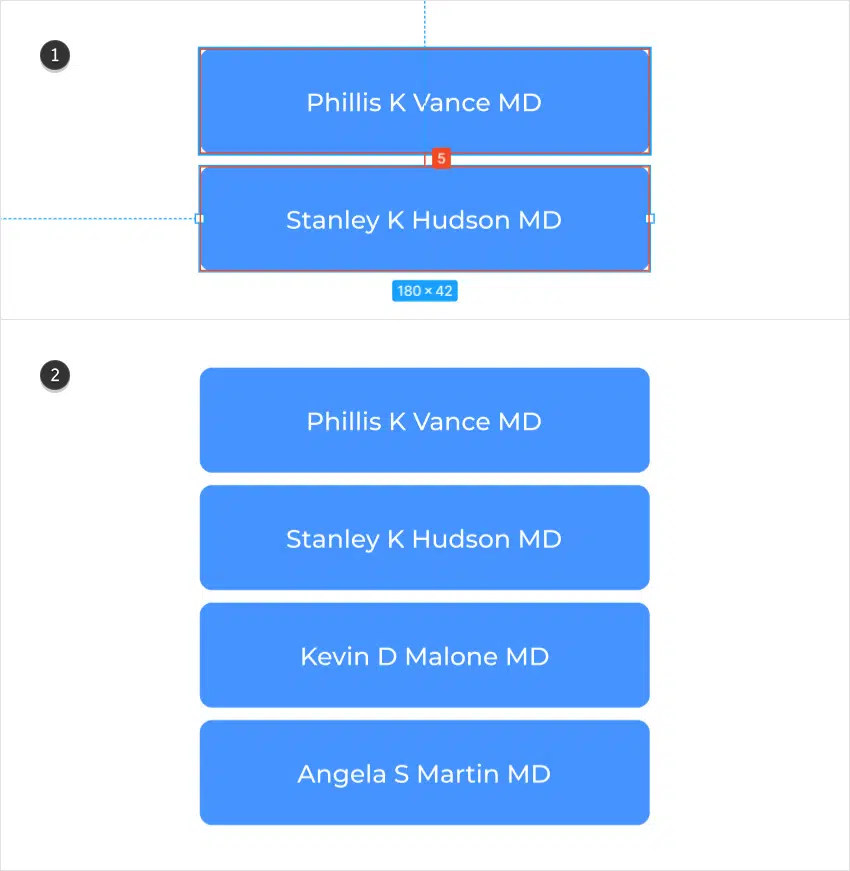 1
Phillis K Vance MD
5
Stanley K Hudson MD
180 × 42
2
Phillis K Vance MD
Stanley K Hudson MD
Kevin D Malone MD
Angela S Martin MD